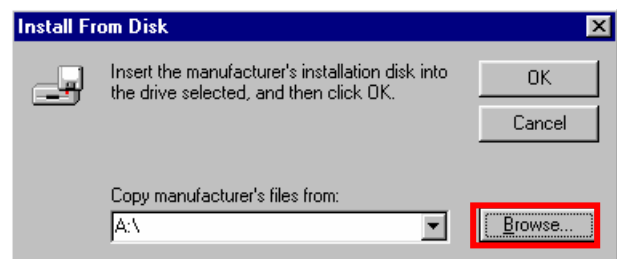 Install From Disk
Insert the manufacturer's installation disk into
the drive selected, and then click OK.
OK
Cancel
Copy manufacturer's files from:
A:\
Browse...